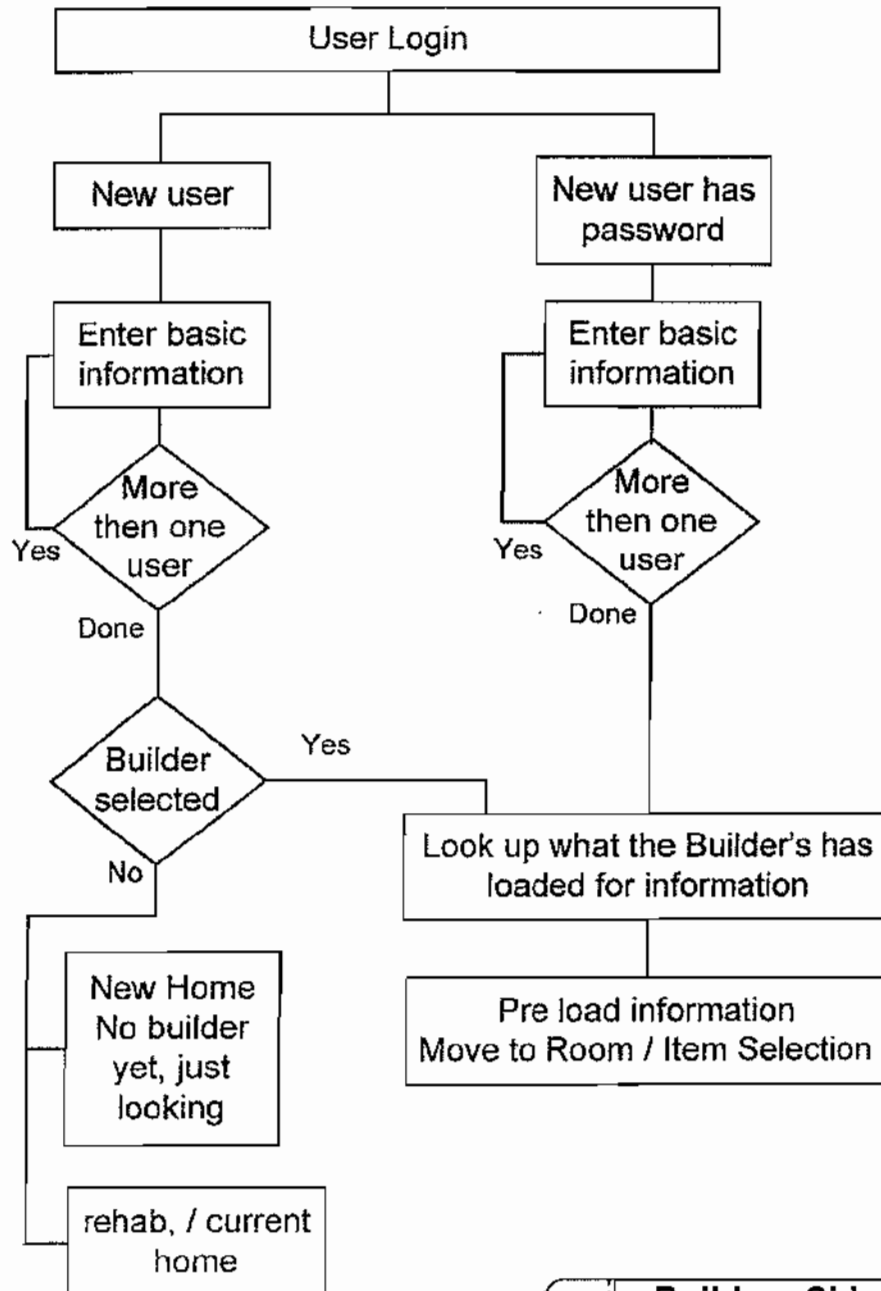 User Login
New user
New user has
password
Enter basic
information
Enter basic
information
More
then one
user
Yes
Done
More
then one
user
Yes
Done
Builder
selected
Yes
No
Look up what the Builder's has
loaded for information
Pre load information
Move to Room / Item Selection
New Home
No builder
yet, just
looking
rehab, / current
home